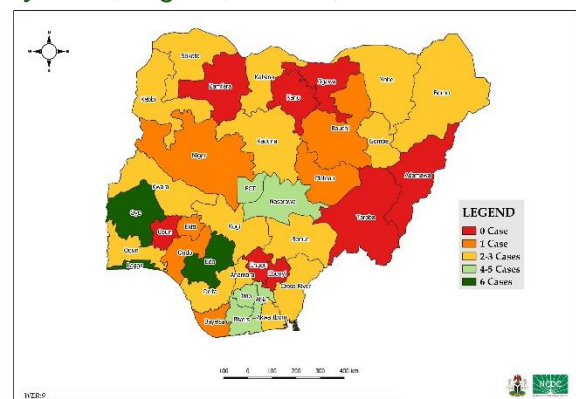 N
Sokoto
Katsina
Jigawa
Yobe
Borno
Zamfara
Kano
Kebbi
Bauchi
Gombe
Kaduna
Niger
Adamawa
Plateau
FCT
Nasarawa
Kwara
Taraba
Oyo
Kogi
Ekiti
Osun
Benue
Ondo
Edo
Ogun
Lagos
Enugu
Ebonyi
Anambra
Cross River
Delta
Imo
Abia
Rivers
Akwa Ibom
Bayelsa
LEGEND
0 Case
1 Case
2-3 Cases
4-5 Cases
6 Cases
100 0 100 200 300 400 km
WER:9
NCDC